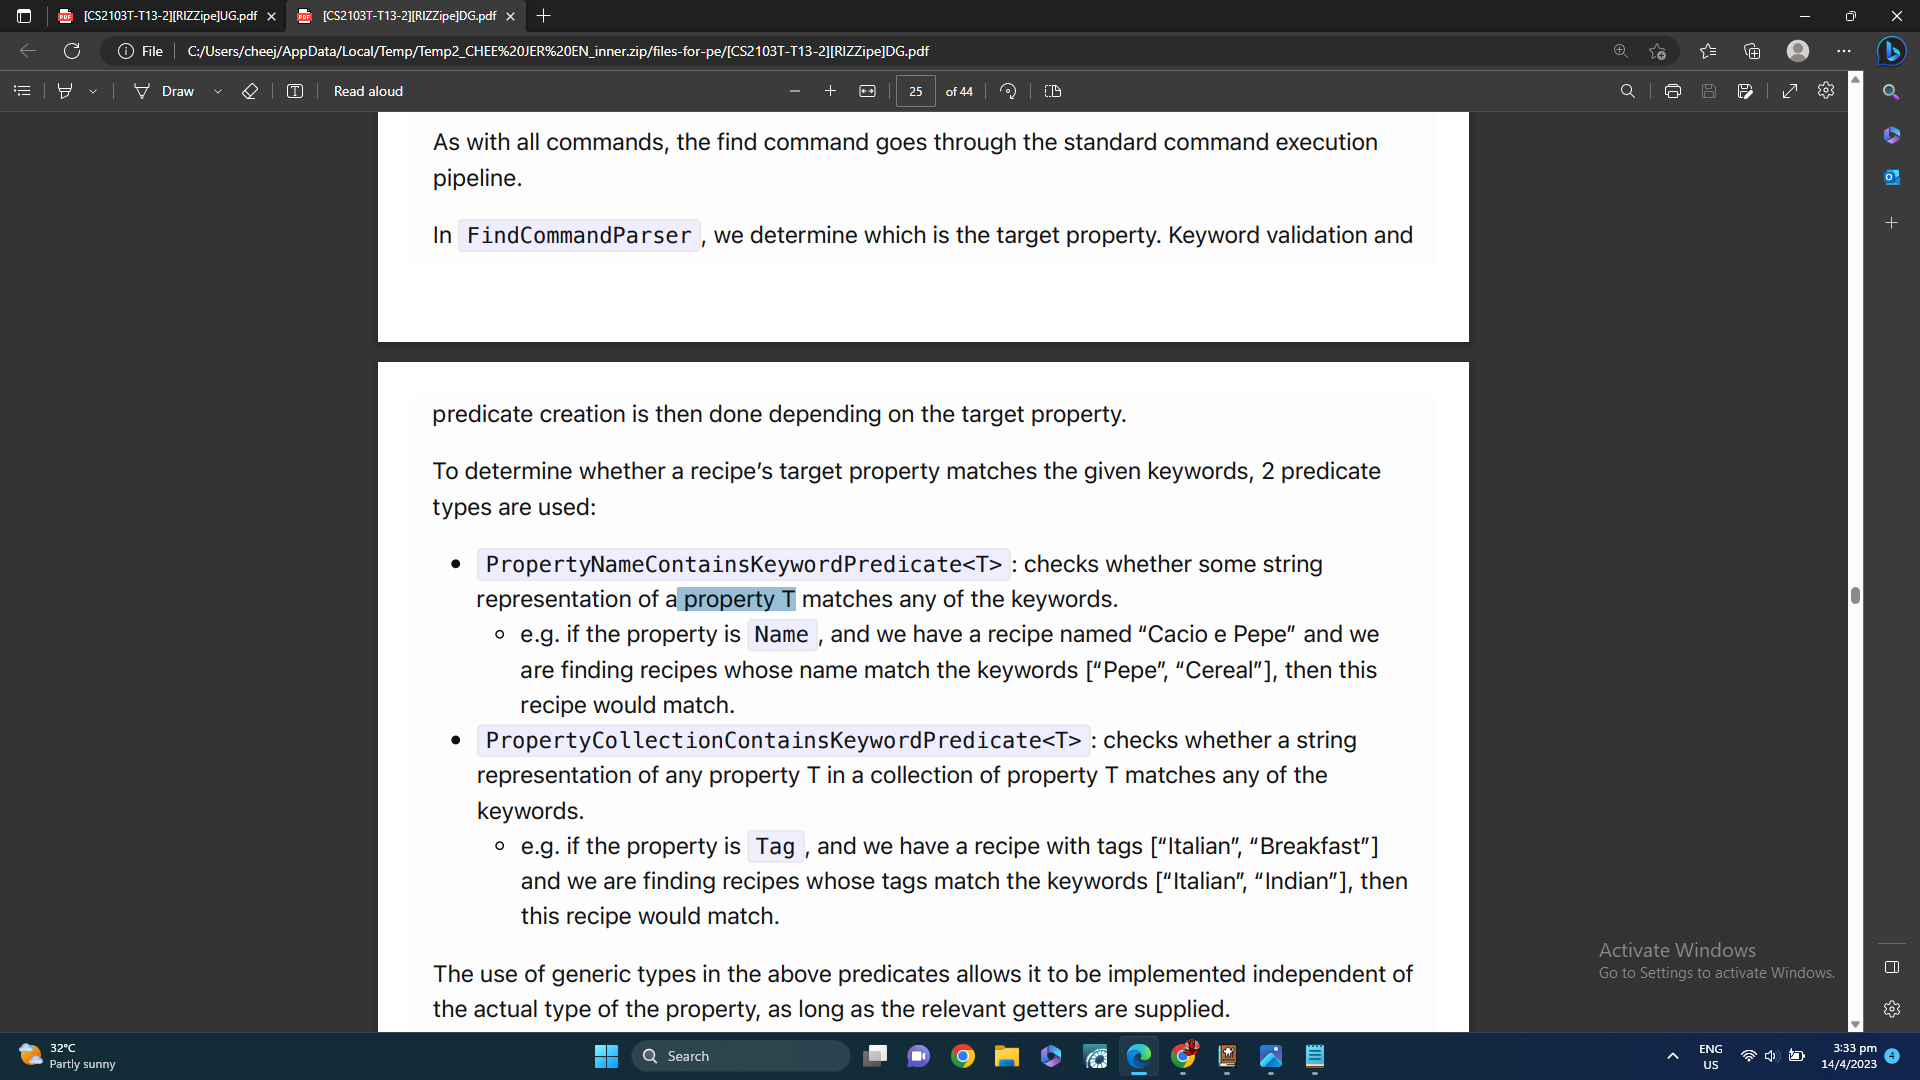 [CS2103T-T13-2][RIZZipe]UG.pdf
[CS2103T-T13-2][RIZZipe]DG.pdf
File
C:/Users/cheej/AppData/Local/Temp/Temp2_CHEE%20JER%20EN_inner.zip/files-for-pe/[CS2103T-T13-2][RIZZipe]DG.pdf
Draw
Read aloud
25 of 44
As with all commands, the find command goes through the standard command execution
pipeline.
In FindCommandParser , we determine which is the target property. Keyword validation and
predicate creation is then done depending on the target property.
To determine whether a recipe’s target property matches the given keywords, 2 predicate
types are used:
• PropertyNameContainsKeywordPredicate<T> : checks whether some string
representation of a property T matches any of the keywords.
○ e.g. if the property is Name , and we have a recipe named “Cacio e Pepe” and we
are finding recipes whose name match the keywords [“Pepe”, “Cereal”], then this
recipe would match.
• PropertyCollectionContainsKeywordPredicate<T> : checks whether a string
representation of any property T in a collection of property T matches any of the
keywords.
○ e.g. if the property is Tag , and we have a recipe with tags [“Italian”, “Breakfast”]
and we are finding recipes whose tags match the keywords [“Italian”, “Indian”], then
this recipe would match.
The use of generic types in the above predicates allows it to be implemented independent of
the actual type of the property, as long as the relevant getters are supplied.
Activate Windows
Go to Settings to activate Windows.
32°C
Partly sunny
Search
ENG
US
3:33 pm
14/4/2023
4